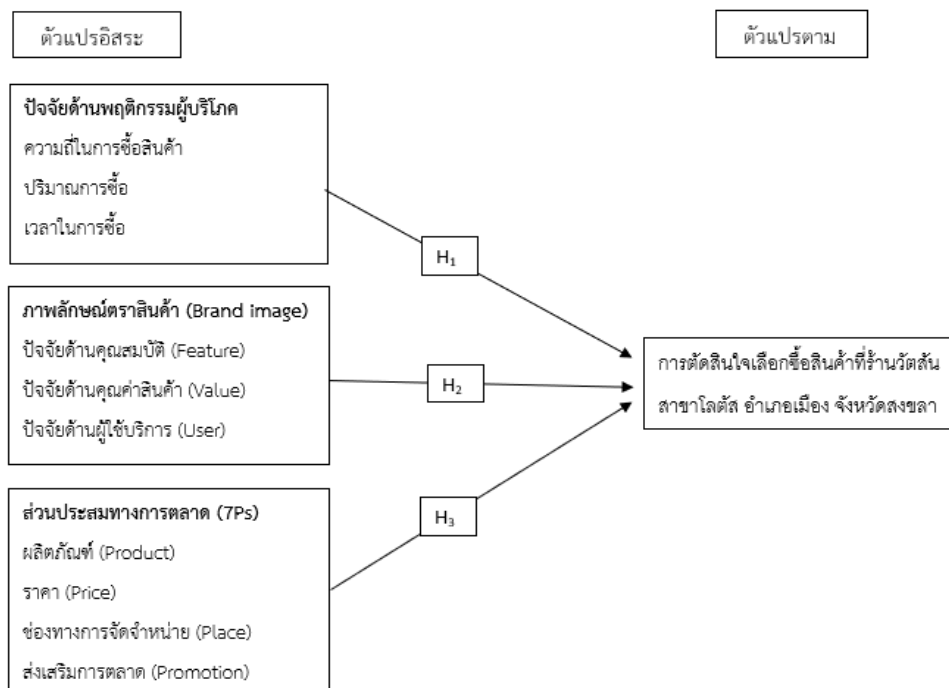 ตัวแปรอิสระ
ตัวแปรตาม
ปัจจัยด้านพฤติกรรมผู้บริโภค
ความถี่ในการซื้อสินค้า
ปริมาณการซื้อ
เวลาในการซื้อ
H₁
ภาพลักษณ์ตราสินค้า (Brand image)
ปัจจัยด้านคุณสมบัติ (Feature)
ปัจจัยด้านคุณค่าสินค้า (Value)
ปัจจัยด้านผู้ใช้บริการ (User)
H₂
การตัดสินใจเลือกซื้อสินค้าที่ร้านวัตสัน
สาขาโลตัส อำเภอเมือง จังหวัดสงขลา
ส่วนประสมทางการตลาด (7Ps)
ผลิตภัณฑ์ (Product)
ราคา (Price)
ช่องทางการจัดจำหน่าย (Place)
ส่งเสริมการตลาด (Promotion)
H₃